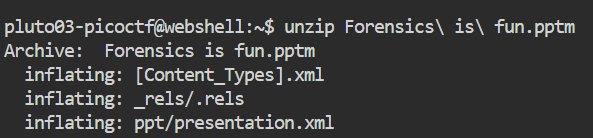 pluto03-picoctf@webshell:~$ unzip Forensics\ is\ fun.pptm
Archive:  Forensics is fun.pptm
  inflating: [Content_Types].xml
  inflating: _rels/.rels
  inflating: ppt/presentation.xml